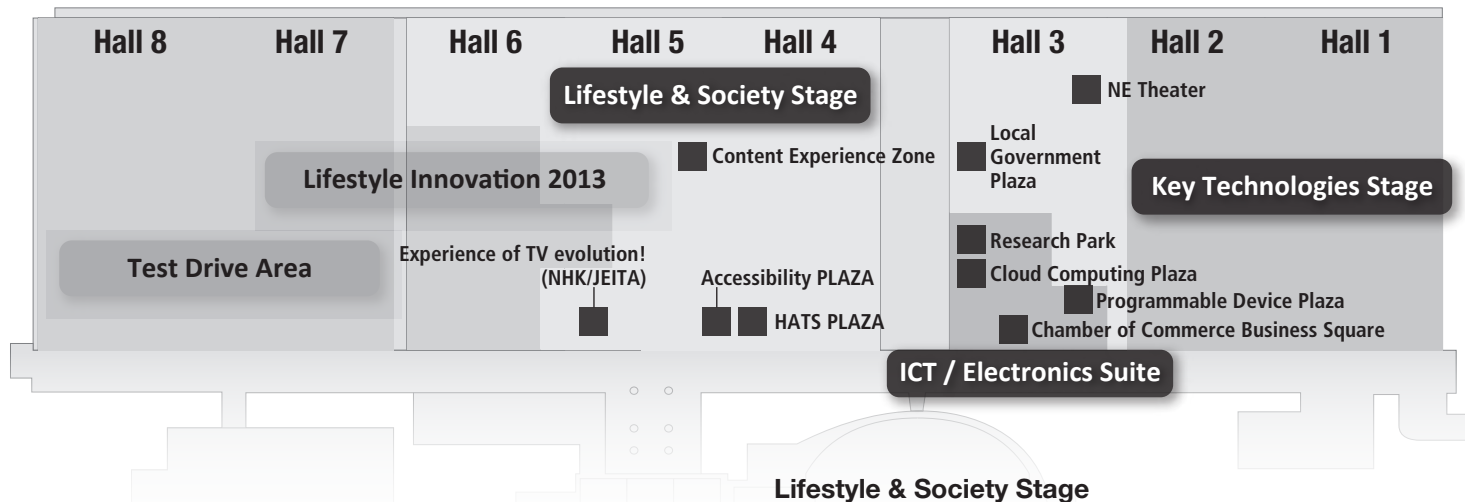 Hall 8
Hall 7
Hall 6
Hall 5
Hall 4
Hall 3
Hall 2
Hall 1
Lifestyle & Society Stage
NE Theater
Content Experience Zone
Local
Government
Plaza
Lifestyle Innovation 2013
Key Technologies Stage
Research Park
Test Drive Area
Experience of TV evolution!
(NHK/JEITA)
Accessibility PLAZA
Cloud Computing Plaza
Programmable Device Plaza
HATS PLAZA
Chamber of Commerce Business Square
ICT / Electronics Suite
Lifestyle & Society Stage